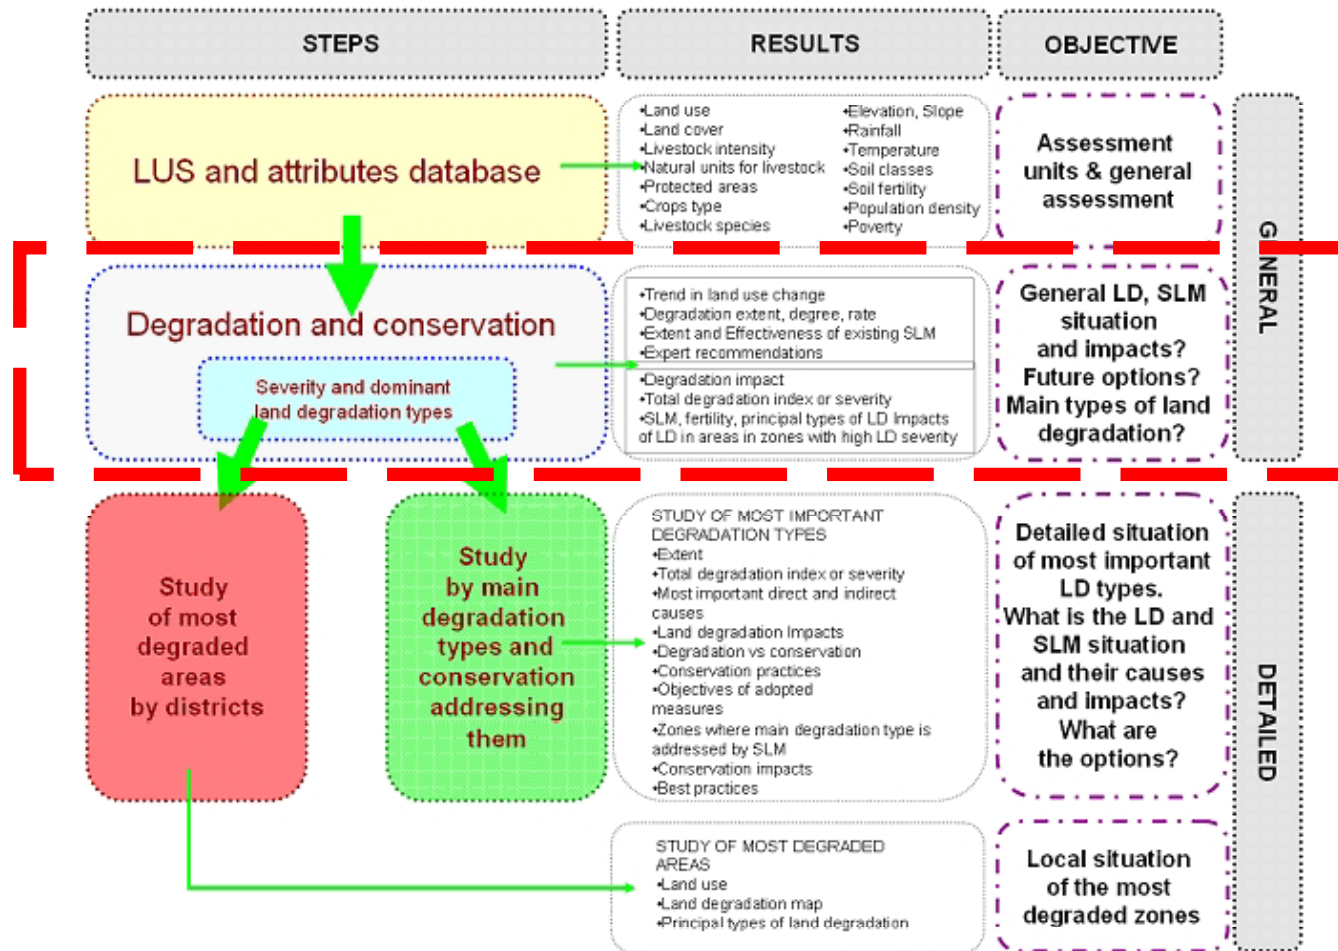 STEPS
RESULTS
OBJECTIVE
LUS and attributes database
•Land use
•Land cover
•Livestock intensity
•Natural units for livestock
•Protected areas
•Crops type
•Livestock species
•Elevation, Slope
•Rainfall
•Temperature
•Soil classes
•Soil fertility
•Population density
•Poverty
Assessment
units & general
assessment
GENERAL
Degradation and conservation
Severity and dominant
land degradation types
•Trend in land use change
•Degradation extent, degree, rate
•Extent and Effectiveness of existing SLM
•Expert recommendations
•Degradation impact
•Total degradation index or severity
•SLM, fertility, principal types of LD Impacts
of LD in areas in zones with high LD severity
General LD, SLM
situation
and impacts?
Future options?
Main types of land
degradation?
Study
of most
degraded
areas
by districts
Study
by main
degradation
types and
conservation
addressing
them
STUDY OF MOST IMPORTANT
DEGRADATION TYPES
•Extent
•Total degradation index or severity
•Most important direct and indirect
causes
•Land degradation Impacts
•Degradation vs conservation
•Conservation practices
•Objectives of adopted
measures
•Zones where main degradation type is
addressed by SLM
•Conservation impacts
•Best practices
Detailed situation
of most important
LD types.
What is the LD and
SLM situation
and their causes
and impacts?
What are
the options?
DETAILED
STUDY OF MOST DEGRADED
AREAS
•Land use
•Land degradation map
•Principal types of land degradation
Local situation
of the most
degraded zones